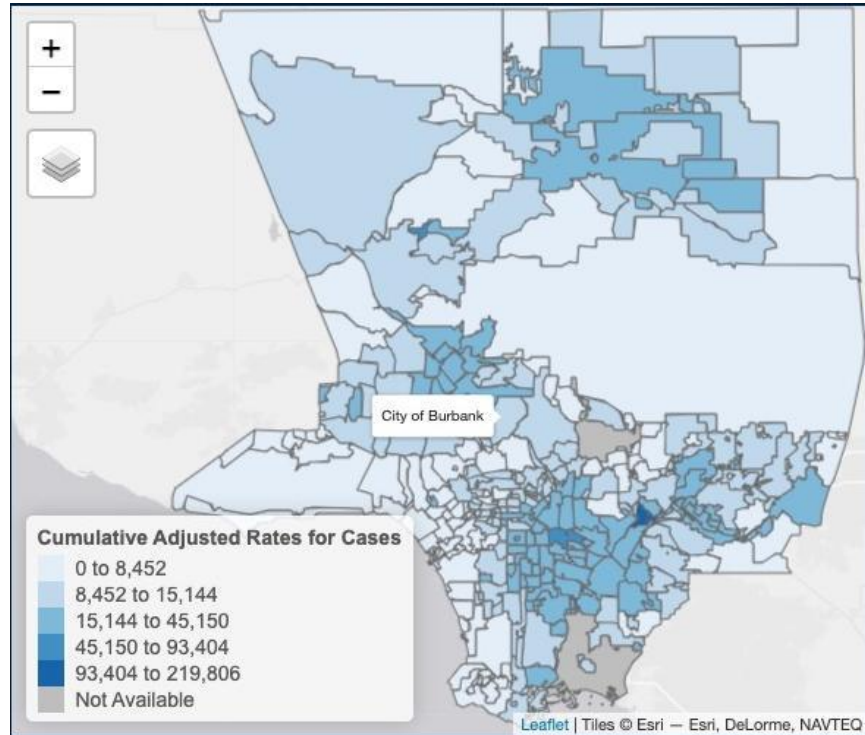 +
−
City of Burbank
Cumulative Adjusted Rates for Cases
0 to 8,452
8,452 to 15,144
15,144 to 45,150
45,150 to 93,404
93,404 to 219,806
Not Available
Leaflet | Tiles © Esri — Esri, DeLorme, NAVTEQ